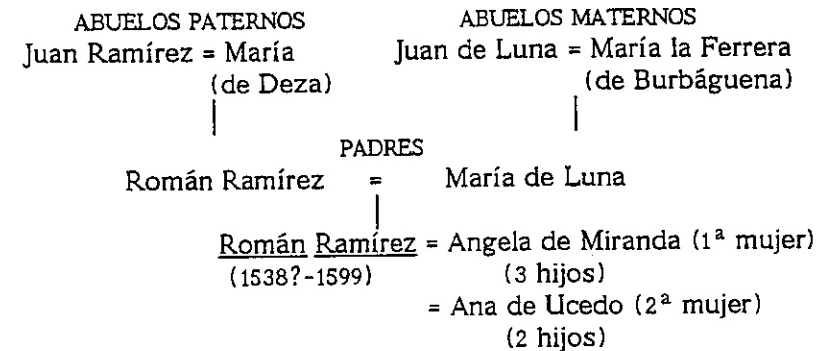 ABUELOS PATERNOS ABUELOS MATERNOS
Juan Ramírez = María Juan de Luna = María la Ferrera
(de Deza) (de Burbáguena)
PADRES
Román Ramírez = María de Luna
Román Ramírez = Angela de Miranda (1ª mujer)
(1538?-1599) (3 hijos)
= Ana de Ucedo (2ª mujer)
(2 hijos)